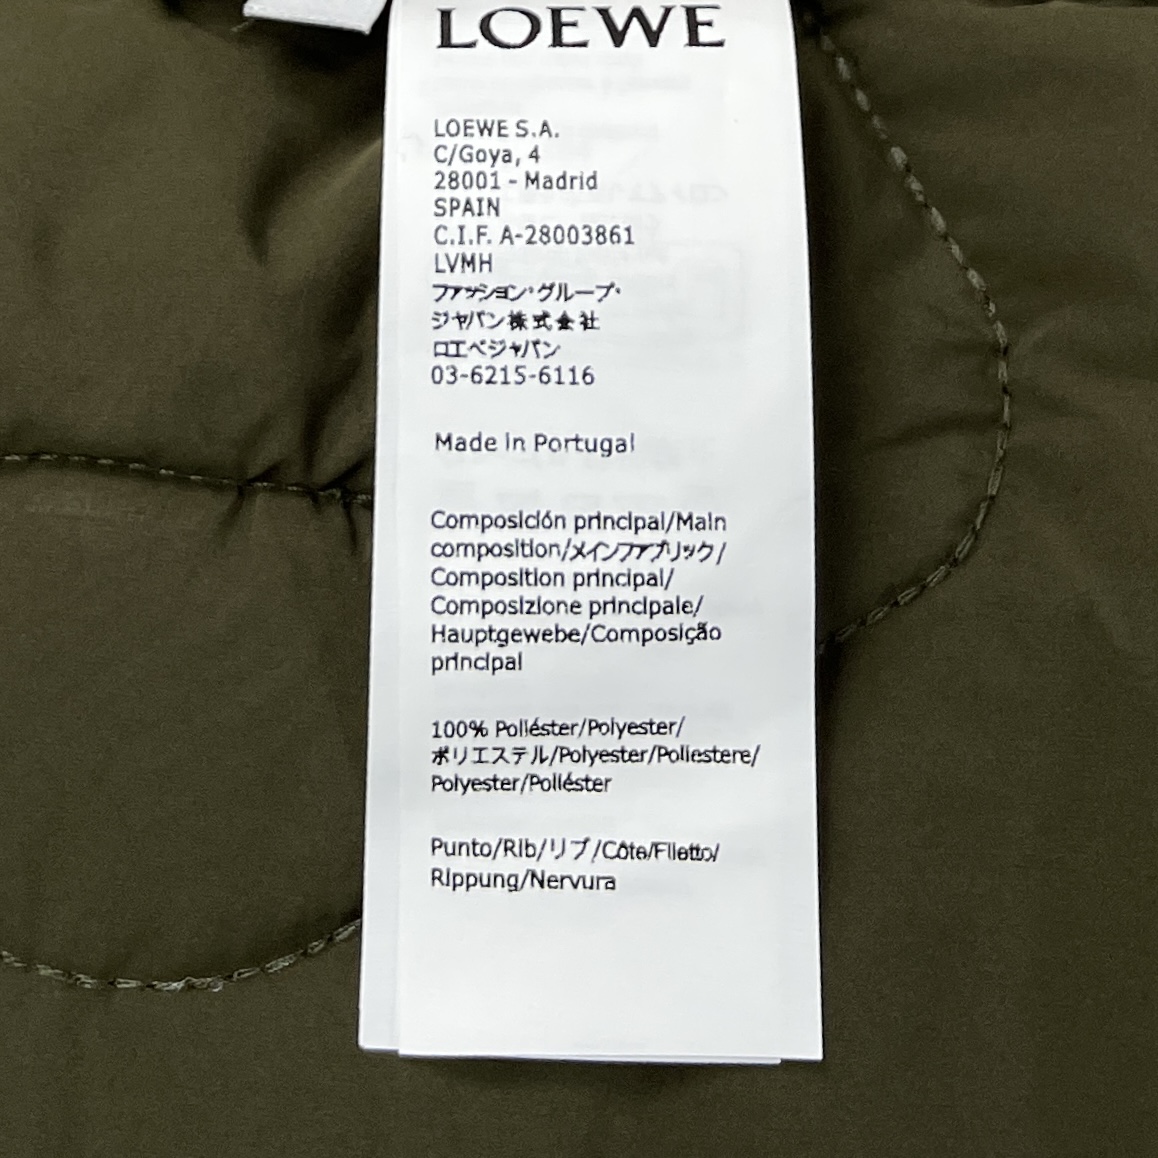 LOEWE
LOEWE S.A.
C/Goya, 4
28001 - Madrid
SPAIN
C.I.F. A-28003861
LVMH
ファッション・グループ・
ジャパン株式会社
ロエベジャパン
03-6215-6116
Made in Portugal
Composición principal/Main
composition/メインファブリック/
Composition principal/
Composizione principale/
Hauptgewebe/Composição
principal
100% Poliéster/Polyester/
ポリエステル/Polyester/Poliestere/
Polyester/Poliéster
Punto/Rib/リブ/Côte/Filetto/
Rippung/Nervura